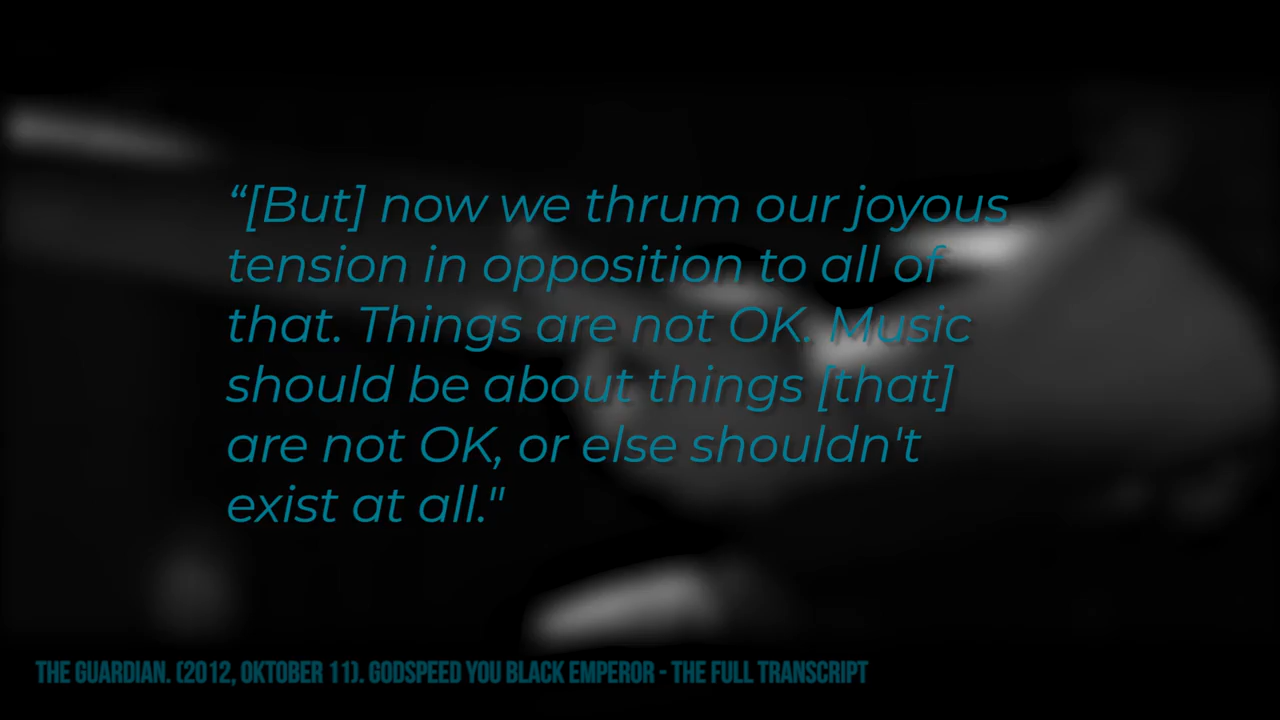 “[But] now we thrum our joyous
tension in opposition to all of
that. Things are not OK. Music
should be about things [that]
are not OK, or else shouldn't
exist at all."
THE GUARDIAN. (2012, OKTOBER 11). GODSPEED YOU BLACK EMPEROR - THE FULL TRANSCRIPT